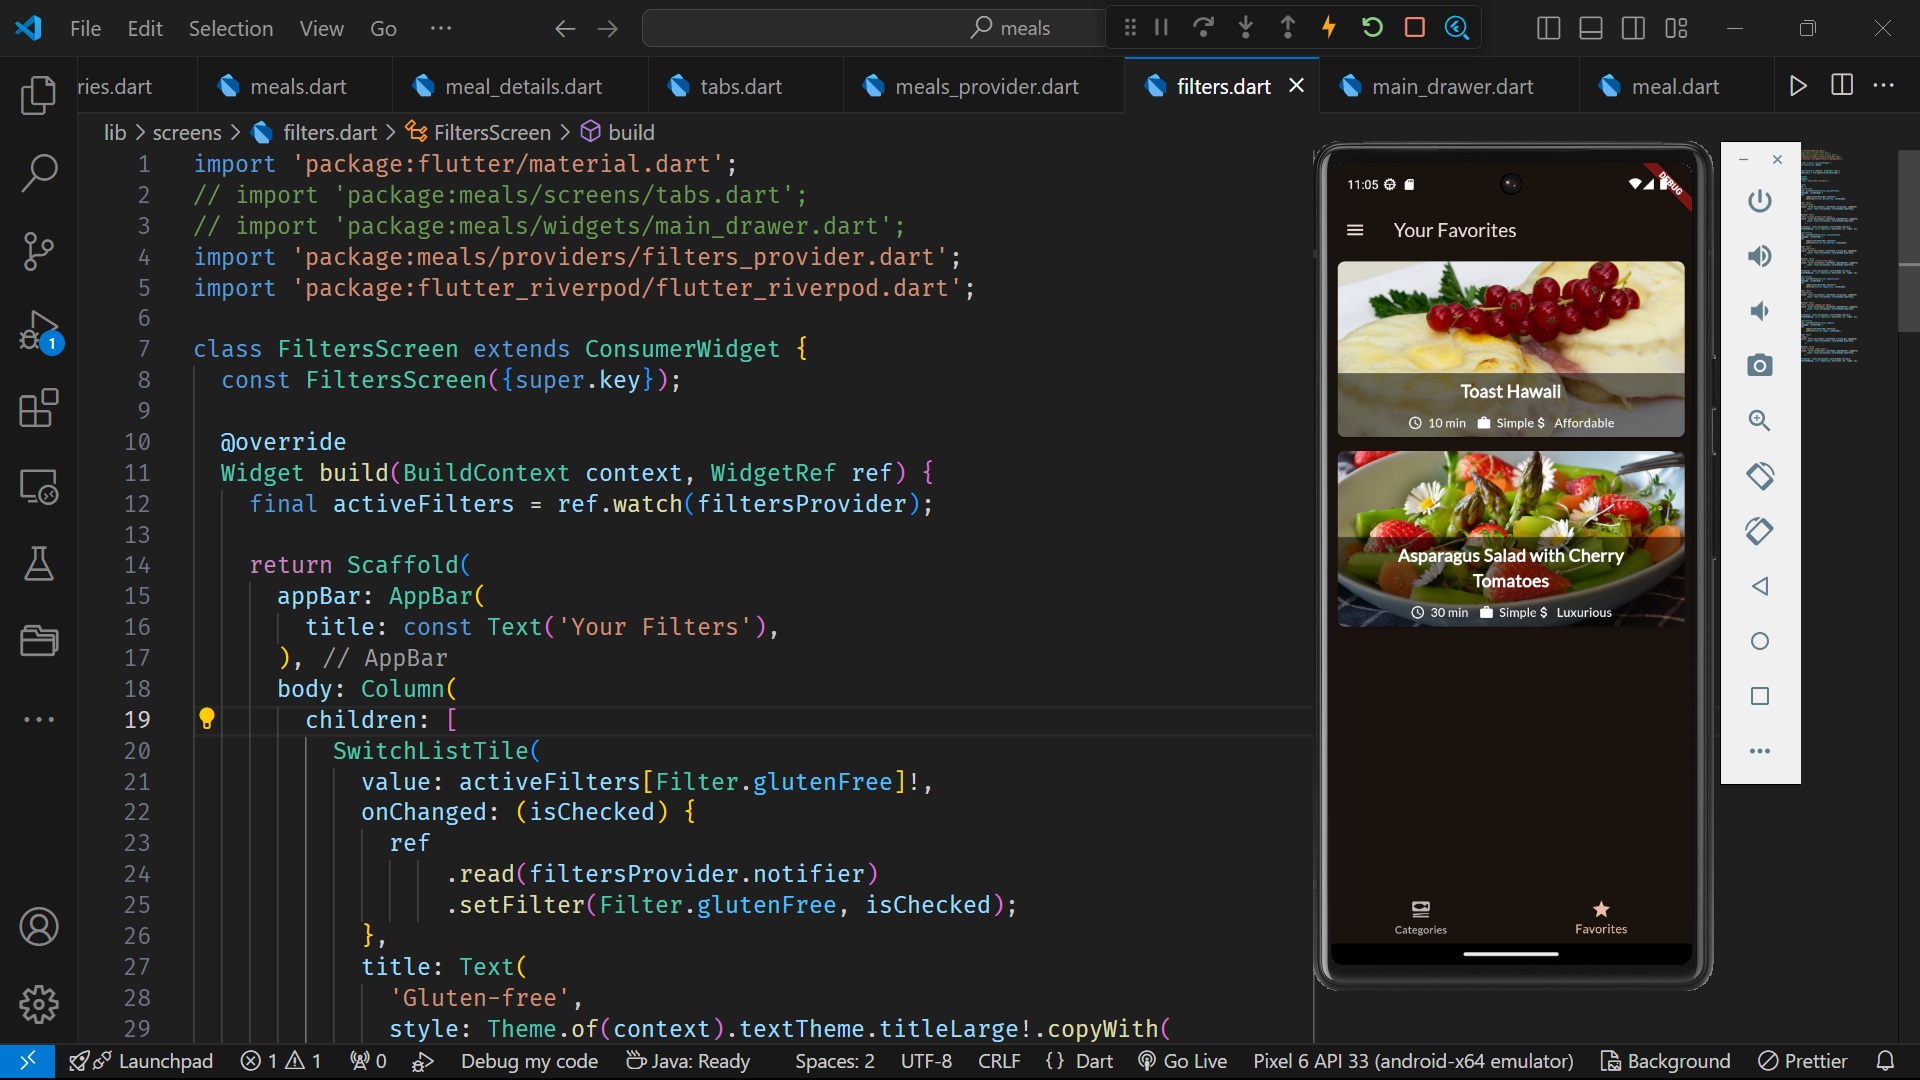 File Edit Selection View Go ···
meals
ries.dart meals.dart meal_details.dart tabs.dart meals_provider.dart filters.dart main_drawer.dart meal.dart
lib > screens > filters.dart > FiltersScreen > build
1 import 'package:flutter/material.dart';
2 // import 'package:meals/screens/tabs.dart';
3 // import 'package:meals/widgets/main_drawer.dart';
4 import 'package:meals/providers/filters_provider.dart';
5 import 'package:flutter_riverpod/flutter_riverpod.dart';
6
7 class FiltersScreen extends ConsumerWidget {
8 const FiltersScreen({super.key});
9
10 @override
11 Widget build(BuildContext context, WidgetRef ref) {
12 final activeFilters = ref.watch(filtersProvider);
13
14 return Scaffold(
15 appBar: AppBar(
16 title: const Text('Your Filters'),
17 ), // AppBar
18 body: Column(
19 children: [
20 SwitchListTile(
21 value: activeFilters[Filter.glutenFree]!,
22 onChanged: (isChecked) {
23 ref
24 .read(filtersProvider.notifier)
25 .setFilter(Filter.glutenFree, isChecked);
26 },
27 title: Text(
28 'Gluten-free',
29 style: Theme.of(context).textTheme.titleLarge!.copyWith(
11:05
DEBUG
Your Favorites
Toast Hawaii
10 min Simple $ Affordable
Asparagus Salad with Cherry
Tomatoes
30 min Simple $ Luxurious
Categories Favorites
1
Launchpad 1 1 0 Debug my code Java: Ready Spaces: 2 UTF-8 CRLF {} Dart Go Live Pixel 6 API 33 (android-x64 emulator) Background Prettier